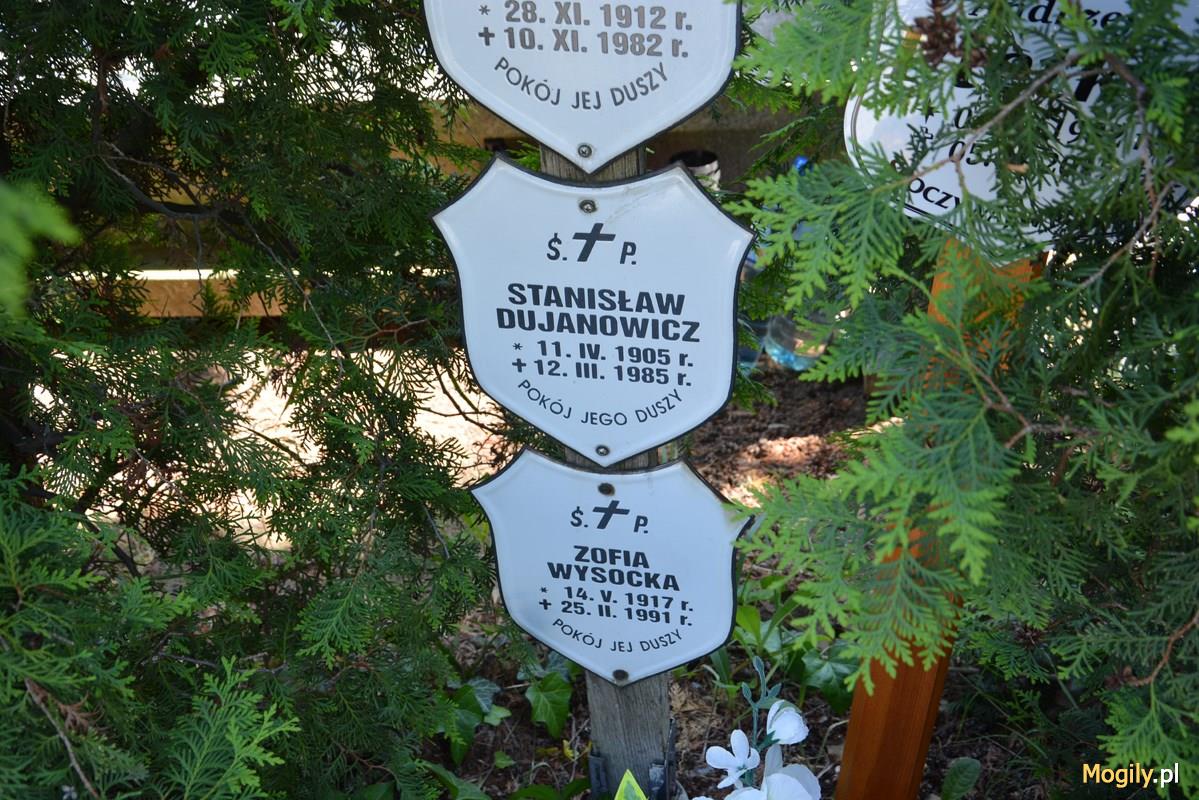 * 28. XI. 1912 r.
+ 10. XI. 1982 r.
POKÓJ JEJ DUSZY
Ś. P.
STANISŁAW
DUJANOWICZ
* 11. IV. 1905 r.
+ 12. III. 1985 r.
POKÓJ JEGO DUSZY
Ś. P.
ZOFIA
WYSOCKA
* 14. V. 1917 r.
+ 25. II. 1991 r.
POKÓJ JEJ DUSZY
Mogily.pl